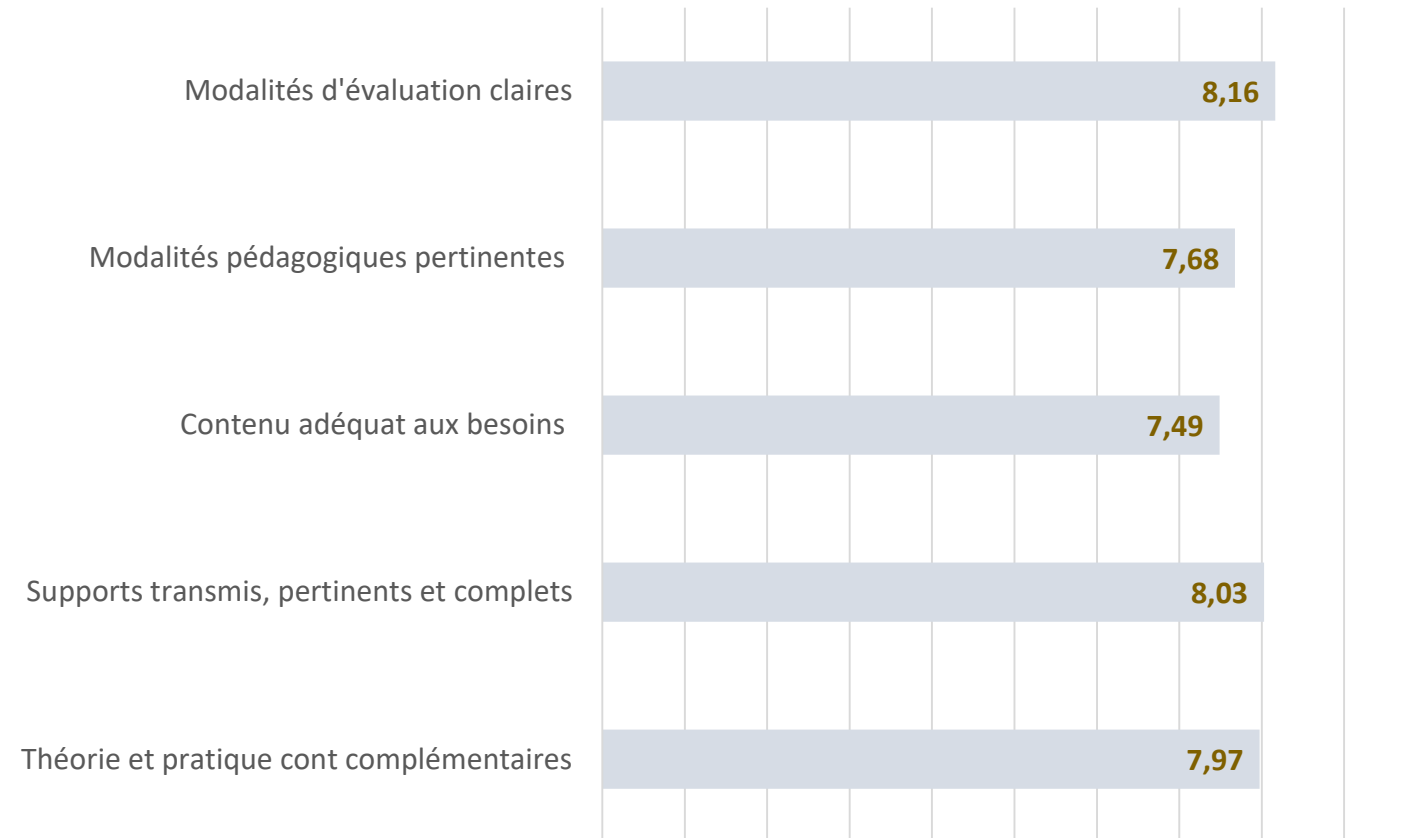 Modalités d'évaluation claires
8,16
Modalités pédagogiques pertinentes
7,68
Contenu adéquat aux besoins
7,49
Supports transmis, pertinents et complets
8,03
Théorie et pratique cont complémentaires
7,97